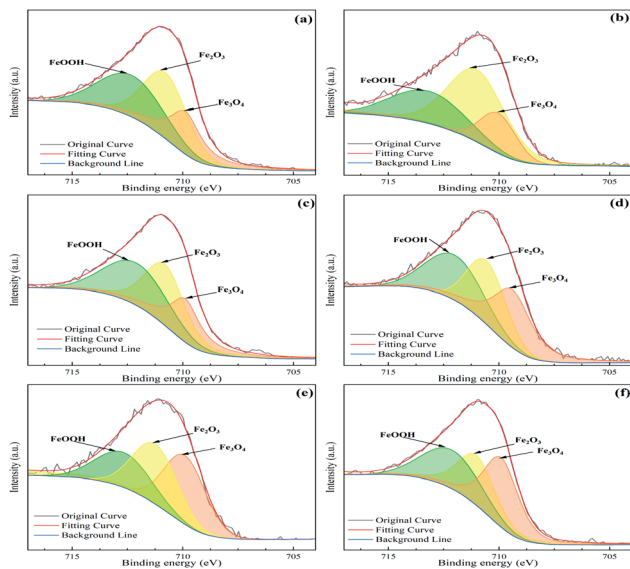 (a)
FeOOH
Fe₂O₃
Fe₃O₄
Original Curve
Fitting Curve
Background Line
Intensity (a.u.)
715
710
705
Binding energy (eV)
(b)
FeOOH
Fe₂O₃
Fe₃O₄
Original Curve
Fitting Curve
Background Line
Intensity (a.u.)
715
710
705
Binding energy (eV)
(c)
FeOOH
Fe₂O₃
Fe₃O₄
Original Curve
Fitting Curve
Background Line
Intensity (a.u.)
715
710
705
Binding energy (eV)
(d)
FeOOH
Fe₂O₃
Fe₃O₄
Original Curve
Fitting Curve
Background Line
Intensity (a.u.)
715
710
705
Binding energy (eV)
(e)
FeOOH
Fe₂O₃
Fe₃O₄
Original Curve
Fitting Curve
Background Line
Intensity (a.u.)
715
710
705
Binding energy (eV)
(f)
FeOOH
Fe₂O₃
Fe₃O₄
Original Curve
Fitting Curve
Background Line
Intensity (a.u.)
715
710
705
Binding energy (eV)